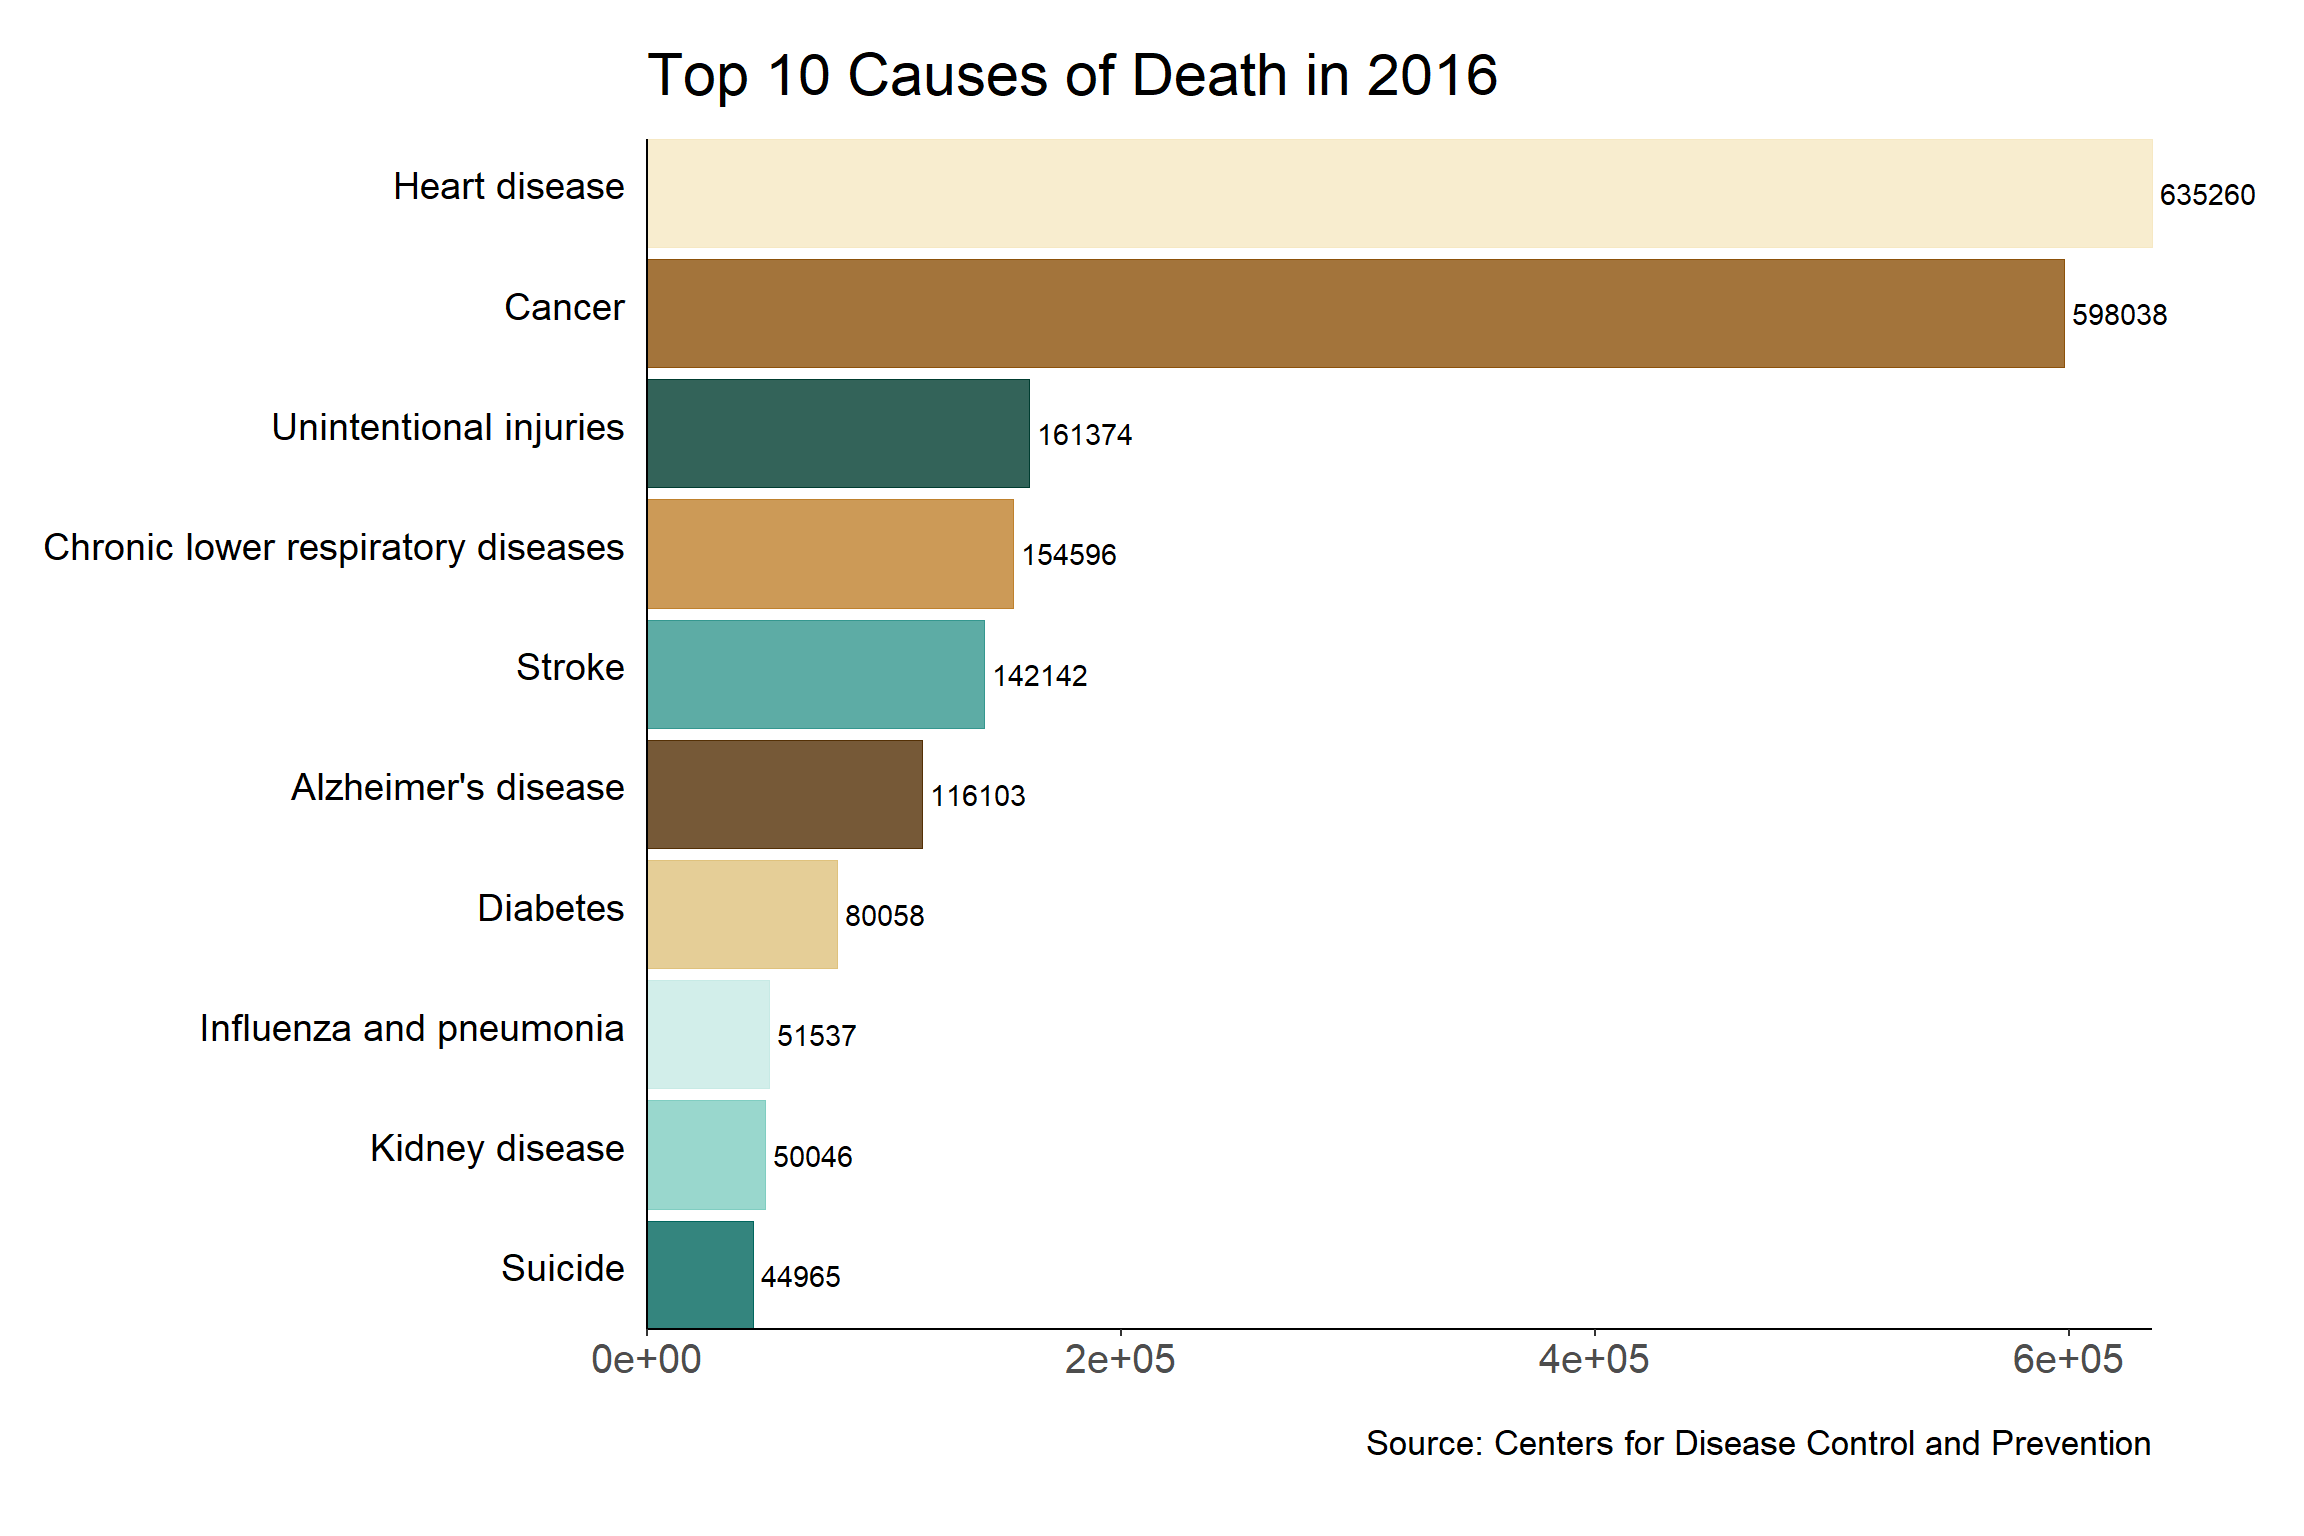 Top 10 Causes of Death in 2016
Heart disease 635260
Cancer 598038
Unintentional injuries 161374
Chronic lower respiratory diseases 154596
Stroke 142142
Alzheimer's disease 116103
Diabetes 80058
Influenza and pneumonia 51537
Kidney disease 50046
Suicide 44965
0e+00 2e+05 4e+05 6e+05
Source: Centers for Disease Control and Prevention